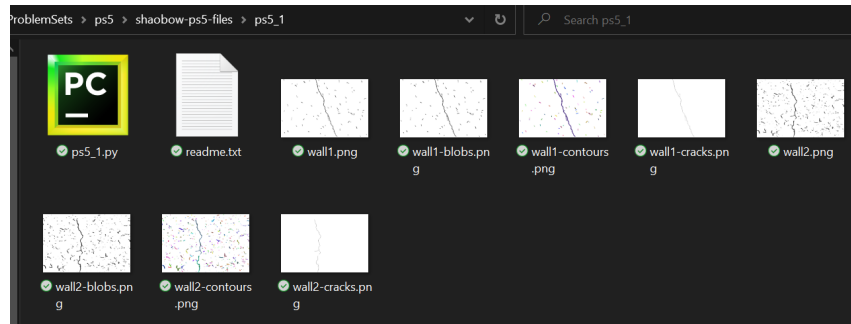 ProblemSets > ps5 > shaobow-ps5-files > ps5_1
Search ps5_1
PC
ps5_1.py
readme.txt
wall1.png
wall1-blobs.pn
g
wall1-contours
.png
wall1-cracks.pn
g
wall2.png
wall2-blobs.pn
g
wall2-contours
.png
wall2-cracks.pn
g